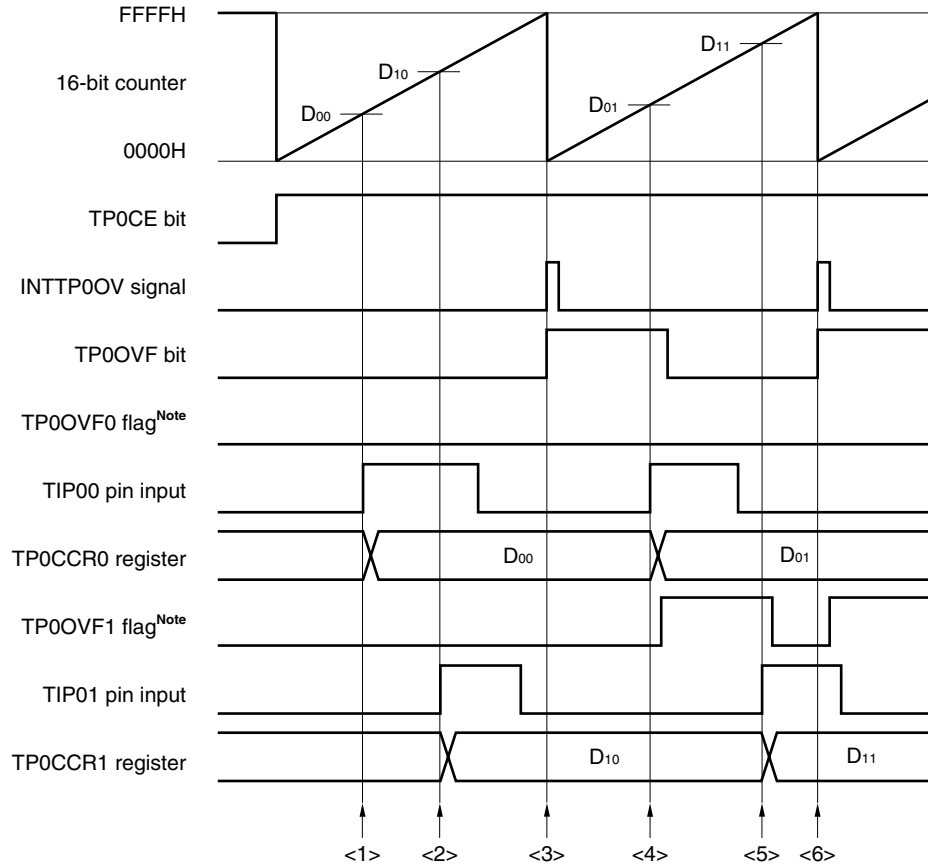 FFFFH
D11
D10
16-bit counter
D01
D00
0000H
TP0CE bit
INTTP0OV signal
TP0OVF bit
TP0OVF0 flagNote
TIP00 pin input
TP0CCR0 register
D00
D01
TP0OVF1 flagNote
TIP01 pin input
TP0CCR1 register
D10
D11
<1>
<2>
<3>
<4>
<5>
<6>